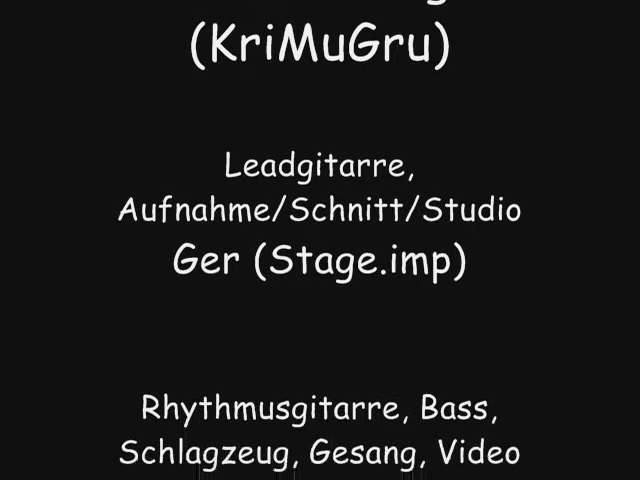 (KriMuGru)
Leadgitarre,
Aufnahme/Schnitt/Studio
Ger (Stage.imp)
Rhythmusgitarre, Bass,
Schlagzeug, Gesang, Video